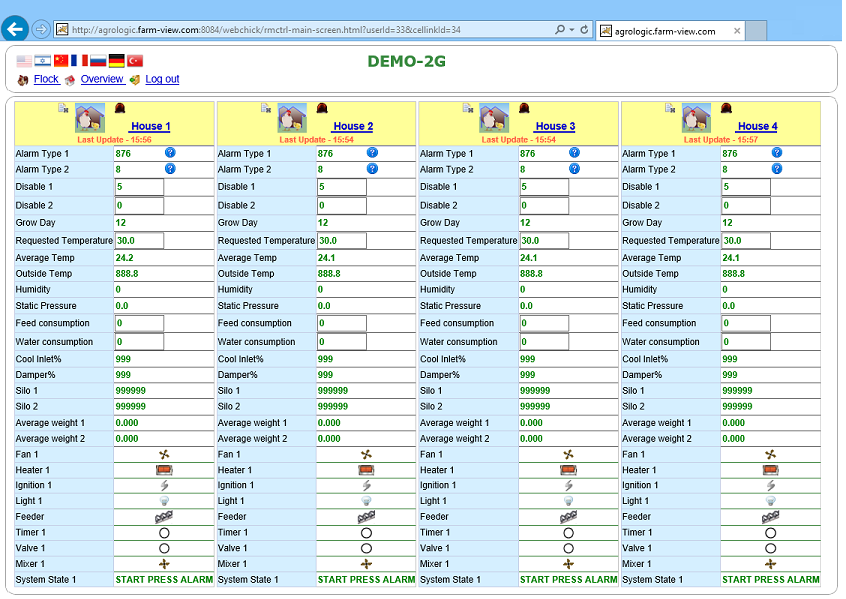 http://agrologic.farm-view.com:8084/webchick/rmctrl-main-screen.html?userId=33&cellinkId=34
agrologic.farm-view.com
DEMO-2G
Flock Overview Log out
House 1 House 2 House 3 House 4
Last Update - 15:56 Last Update - 15:54 Last Update - 15:54 Last Update - 15:57
Alarm Type 1 876 Alarm Type 1 876 Alarm Type 1 876 Alarm Type 1 876
Alarm Type 2 8 Alarm Type 2 8 Alarm Type 2 8 Alarm Type 2 8
Disable 1 5 Disable 1 5 Disable 1 5 Disable 1 5
Disable 2 0 Disable 2 0 Disable 2 0 Disable 2 0
Grow Day 12 Grow Day 12 Grow Day 12 Grow Day 12
Requested Temperature 30.0 Requested Temperature 30.0 Requested Temperature 30.0 Requested Temperature 30.0
Average Temp 24.2 Average Temp 24.1 Average Temp 24.1 Average Temp 24.1
Outside Temp 888.8 Outside Temp 888.8 Outside Temp 888.8 Outside Temp 888.8
Humidity 0 Humidity 0 Humidity 0 Humidity 0
Static Pressure 0.0 Static Pressure 0.0 Static Pressure 0.0 Static Pressure 0.0
Feed consumption 0 Feed consumption 0 Feed consumption 0 Feed consumption 0
Water consumption 0 Water consumption 0 Water consumption 0 Water consumption 0
Cool Inlet% 999 Cool Inlet% 999 Cool Inlet% 999 Cool Inlet% 999
Damper% 999 Damper% 999 Damper% 999 Damper% 999
Silo 1 999999 Silo 1 999999 Silo 1 999999 Silo 1 999999
Silo 2 999999 Silo 2 999999 Silo 2 999999 Silo 2 999999
Average weight 1 0.000 Average weight 1 0.000 Average weight 1 0.000 Average weight 1 0.000
Average weight 2 0.000 Average weight 2 0.000 Average weight 2 0.000 Average weight 2 0.000
Fan 1 Fan 1 Fan 1 Fan 1
Heater 1 Heater 1 Heater 1 Heater 1
Ignition 1 Ignition 1 Ignition 1 Ignition 1
Light 1 Light 1 Light 1 Light 1
Feeder Feeder Feeder Feeder
Timer 1 Timer 1 Timer 1 Timer 1
Valve 1 Valve 1 Valve 1 Valve 1
Mixer 1 Mixer 1 Mixer 1 Mixer 1
System State 1 START PRESS ALARM System State 1 START PRESS ALARM System State 1 START PRESS ALARM System State 1 START PRESS ALARM